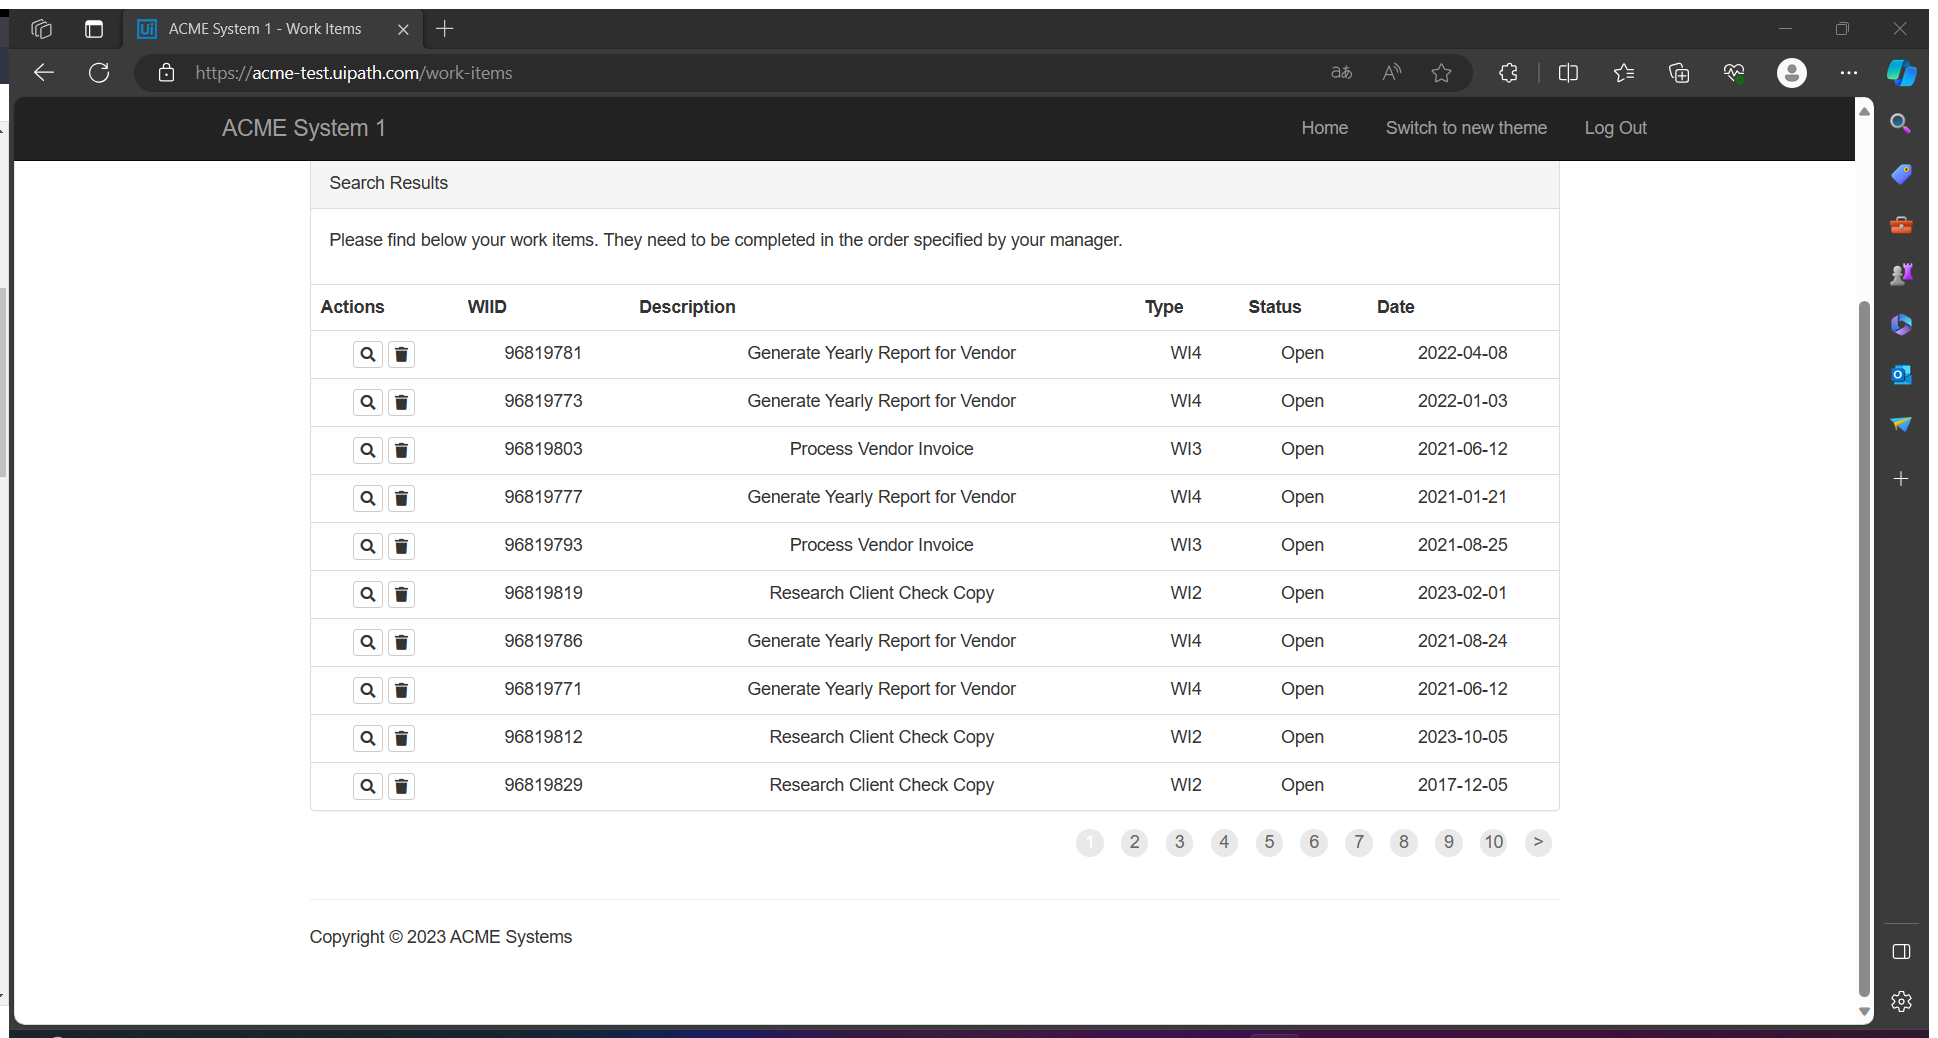 ACME System 1 - Work Items
https://acme-test.uipath.com/work-items
ACME System 1 Home Switch to new theme Log Out
Search Results
Please find below your work items. They need to be completed in the order specified by your manager.
Actions WIID Description Type Status Date
96819781 Generate Yearly Report for Vendor WI4 Open 2022-04-08
96819773 Generate Yearly Report for Vendor WI4 Open 2022-01-03
96819803 Process Vendor Invoice WI3 Open 2021-06-12
96819777 Generate Yearly Report for Vendor WI4 Open 2021-01-21
96819793 Process Vendor Invoice WI3 Open 2021-08-25
96819819 Research Client Check Copy WI2 Open 2023-02-01
96819786 Generate Yearly Report for Vendor WI4 Open 2021-08-24
96819771 Generate Yearly Report for Vendor WI4 Open 2021-06-12
96819812 Research Client Check Copy WI2 Open 2023-10-05
96819829 Research Client Check Copy WI2 Open 2017-12-05
1 2 3 4 5 6 7 8 9 10 >
Copyright © 2023 ACME Systems